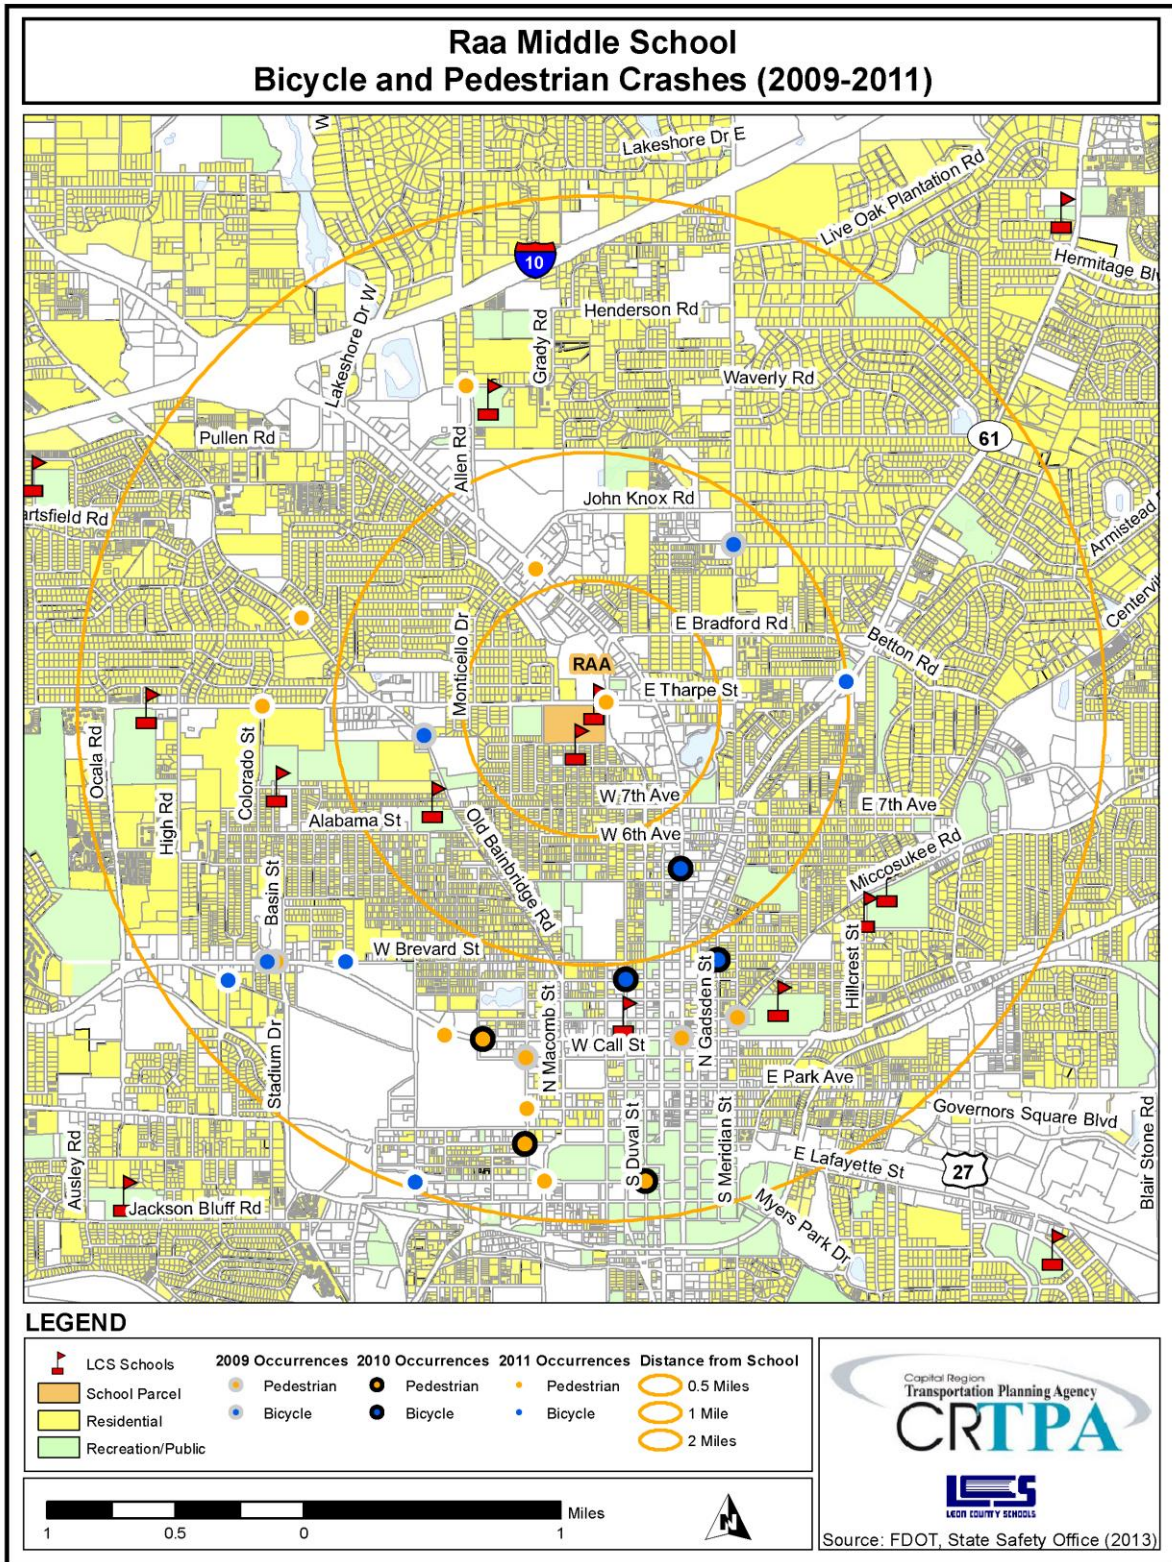 Raa Middle School
Bicycle and Pedestrian Crashes (2009-2011)
W
Lakeshore Dr E
Live Oak Plantation Rd
Hermitage Blv
10
Henderson Rd
Lakeshore Dr W
Grady Rd
Waverly Rd
61
Pullen Rd
Allen Rd
John Knox Rd
artsfield Rd
Armistead
Centervil
Monticello Dr
E Bradford Rd
Betton Rd
RAA
E Tharpe St
Ocala Rd
High Rd
Colorado St
Alabama St
W 7th Ave
E 7th Ave
W 6th Ave
Old Bainbridge Rd
Miccosukee Rd
Basin St
W Brevard St
Hillcrest St
N Gadsden St
N Macomb St
W Call St
Stadium Dr
E Park Ave
Governors Square Blvd
S Duval St
S Meridian St
E Lafayette St
27
Blair Stone Rd
Ausley Rd
Jackson Bluff Rd
Myers Park Dr
LEGEND
LCS Schools
School Parcel
Residential
Recreation/Public
2009 Occurrences
Pedestrian
Bicycle
2010 Occurrences
Pedestrian
Bicycle
2011 Occurrences
Pedestrian
Bicycle
Distance from School
0.5 Miles
1 Mile
2 Miles
Capital Region
Transportation Planning Agency
CRTPA
LCS
LEON COUNTY SCHOOLS
Miles
1 0.5 0 1
N
Source: FDOT, State Safety Office (2013)